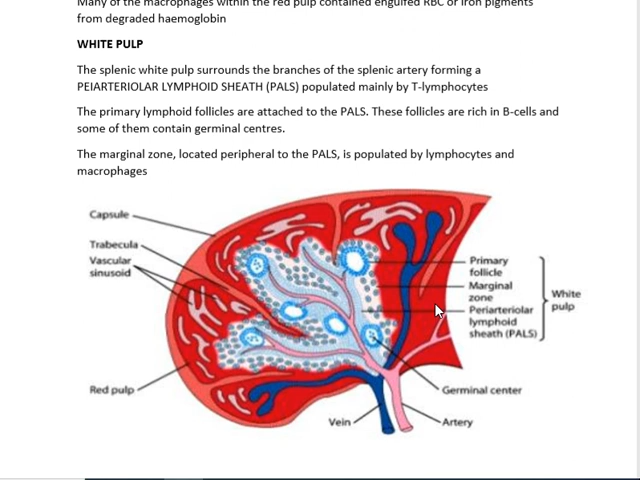 Many of the macrophages within the red pulp contained engulfed RBC or iron pigments
from degraded haemoglobin
WHITE PULP
The splenic white pulp surrounds the branches of the splenic artery forming a
PEIARTERIOLAR LYMPHOID SHEATH (PALS) populated mainly by T-lymphocytes
The primary lymphoid follicles are attached to the PALS. These follicles are rich in B-cells and
some of them contain germinal centres.
The marginal zone, located peripheral to the PALS, is populated by lymphocytes and
macrophages
Capsule
Trabecula
Vascular
sinusoid
Red pulp
Primary
follicle
Marginal
zone
Periarteriolar
lymphoid
sheath (PALS)
White
pulp
Germinal center
Vein
Artery